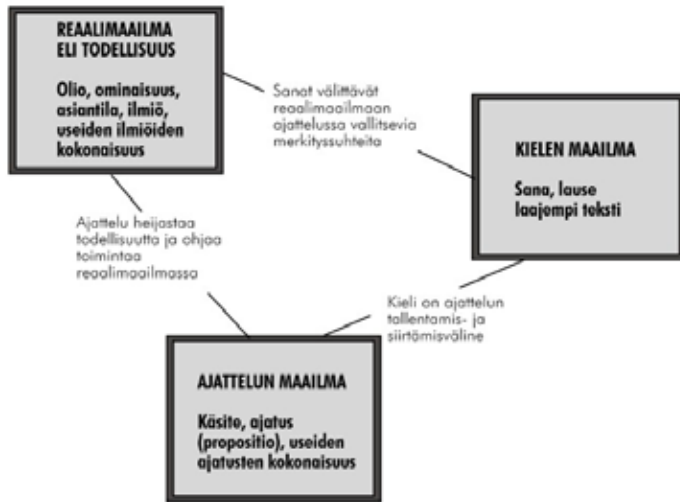 REAALIMAAILMA
ELI TODELLISUUS
Olio, ominaisuus,
asiantila, ilmiö,
useiden ilmiöiden
kokonaisuus
Sanat välittävät
reaalimaailmaan
ajattelussa vallitsevia
merkityssuhteita
KIELEN MAAILMA
Sana, lause
laajempi teksti
Ajattelu heijastaa
todellisuutta ja ohjaa
toimintaa
reaalimaailmassa
Kieli on ajattelun
tallentamis- ja
siirtämisväline
AJATTELUN MAAILMA
Käsite, ajatus
(propositio), useiden
ajatusten kokonaisuus